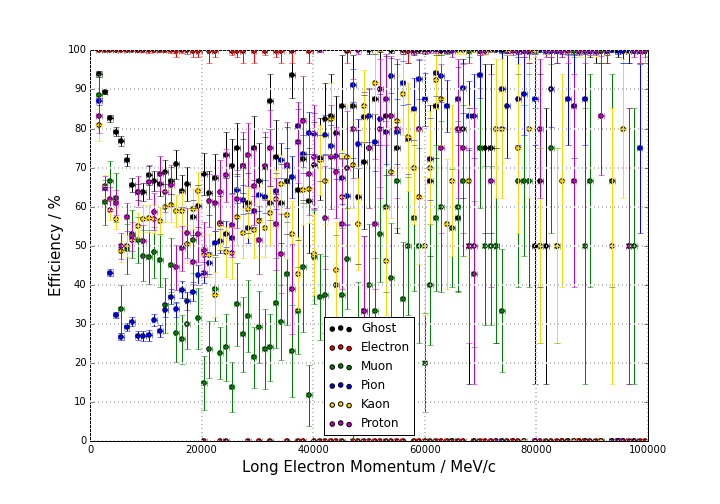 100
90
80
70
60
50
40
30
20
10
0
Efficiency / %
Ghost
Electron
Muon
Pion
Kaon
Proton
0 20000 40000 60000 80000 100000
Long Electron Momentum / MeV/c